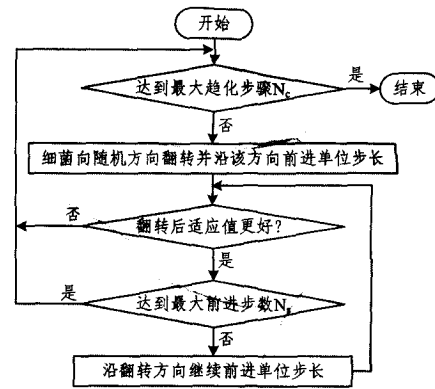 开始
达到最大趋化步骤Nc
是
结束
否
细菌向随机方向翻转并沿该方向前进单位步长
否
翻转后适应值更好?
是
是
达到最大前进步数Ns
否
沿翻转方向继续前进单位步长